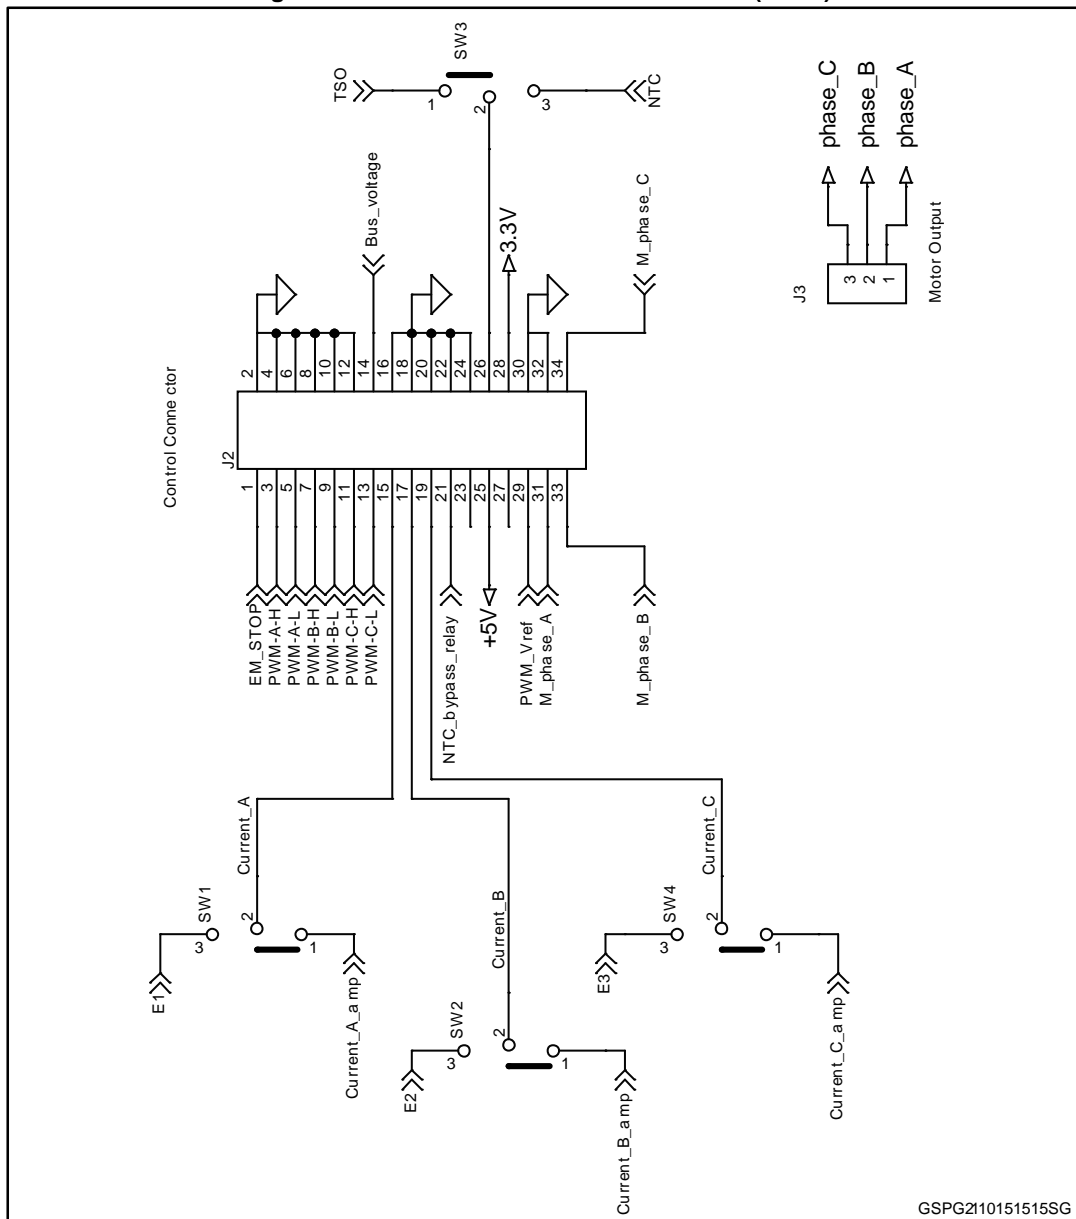 SW3
TSO
1
2
3
NTC
phase_C
phase_B
phase_A
J3
3
2
1
Motor Output
Bus_voltage
3.3V
M_phase_C
Control Connector
J2
2
4
6
8
10
12
14
16
18
20
22
24
26
28
30
32
34
1
3
5
7
9
11
13
15
17
19
21
23
25
27
29
31
33
EM_STOP
PWM-A-H
PWM-A-L
PWM-B-H
PWM-B-L
PWM-C-H
PWM-C-L
NTC_bypass_relay
+5V
PWM_Vref
M_phase_A
M_phase_B
Current_A
Current_B
Current_C
SW1
3
2
1
E1
Current_A_amp
SW2
3
2
1
E2
Current_B_amp
SW4
3
2
1
E3
Current_C_amp
GSPG2110151515SG